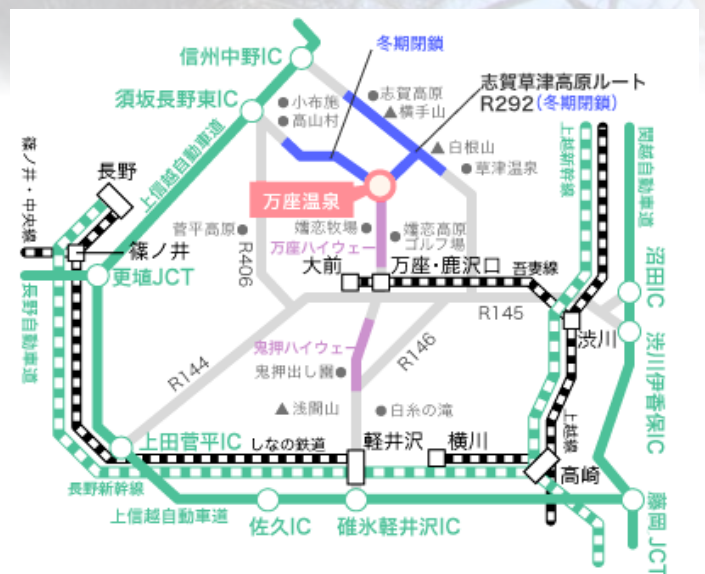 信州中野IC
冬期閉鎖
須坂長野東IC
小布施
高山村
志賀高原
横手山
志賀草津高原ルート
R292(冬期閉鎖)
白根山
草津温泉
上越新幹線
関越自動車道
篠ノ井・中央線
長野
上信越自動車道
万座温泉
菅平高原
R406
嬬恋牧場
万座ハイウェー
嬬恋高原
ゴルフ場
篠ノ井
更埴JCT
長野自動車道
大前
万座・鹿沢口
吾妻線
沼田IC
R145
渋川
渋川伊香保IC
鬼押ハイウェー
鬼押出し園
R144
R146
浅間山
白糸の滝
上田菅平IC
しなの鉄道
軽井沢
横川
上越線
高崎
長野新幹線
上信越自動車道
佐久IC
碓氷軽井沢IC
藤岡JCT